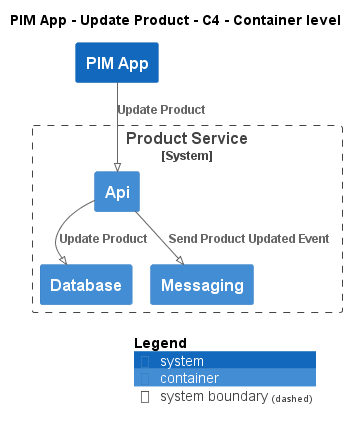 PIM App - Update Product - C4 - Container level
PIM App
Update Product
Product Service
[System]
Api
Update Product
Send Product Updated Event
Database
Messaging
Legend
system
container
system boundary (dashed)